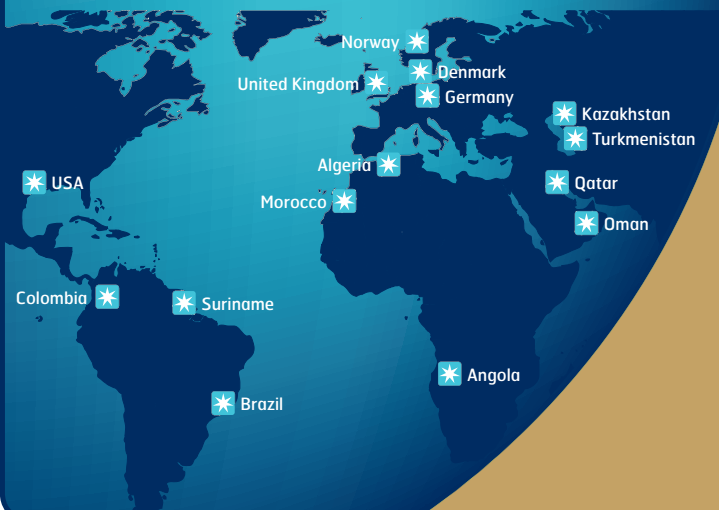 Norway
Denmark
United Kingdom
Germany
Kazakhstan
Turkmenistan
Algeria
USA
Qatar
Morocco
Oman
Colombia
Suriname
Angola
Brazil